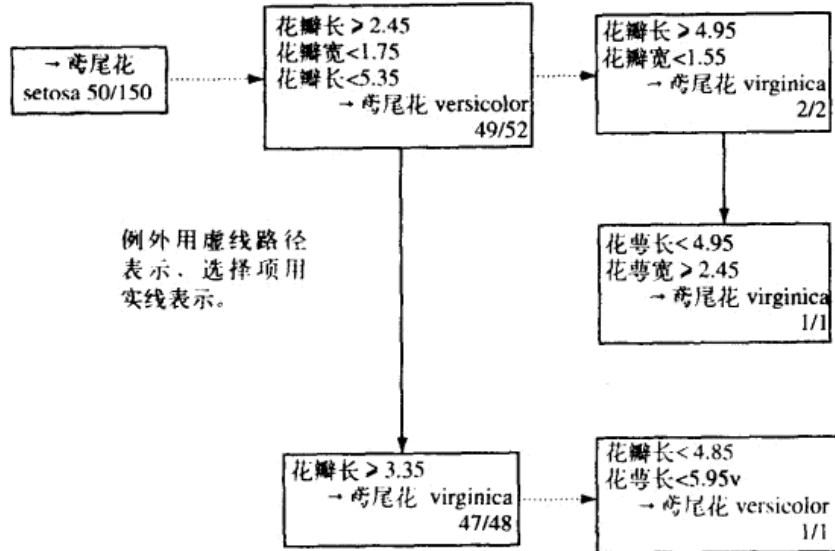 → 鸢尾花
setosa 50/150
花瓣长≥2.45
花瓣宽<1.75
花瓣长<5.35
→ 鸢尾花 versicolor
49/52
花瓣长≥4.95
花瓣宽<1.55
→ 鸢尾花 virginica
2/2
例外用虚线路径
表示、选择项用
实线表示。
花萼长<4.95
花萼宽≥2.45
→ 鸢尾花 virginica
1/1
花瓣长≥3.35
→ 鸢尾花 virginica
47/48
花瓣长<4.85
花萼长<5.95v
→ 鸢尾花 versicolor
1/1